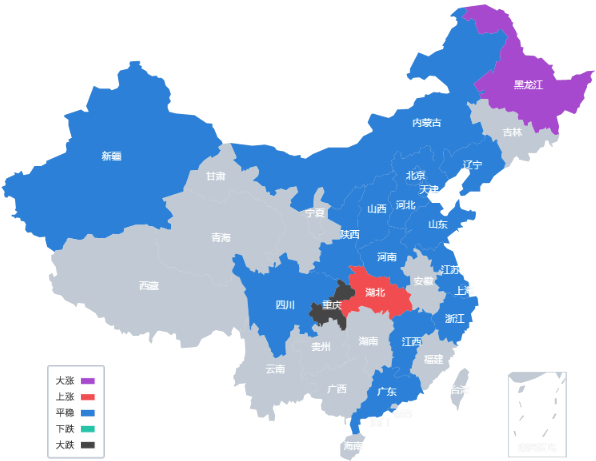 黑龙江
内蒙古
吉林
新疆
辽宁
北京
甘肃
天津
河北
山西
宁夏
山东
陕西
青海
河南
江苏
安徽
西藏
上海
湖北
四川
重庆
浙江
江西
湖南
贵州
福建
云南
广西
广东
台湾
海南
大涨
上涨
平稳
下跌
大跌